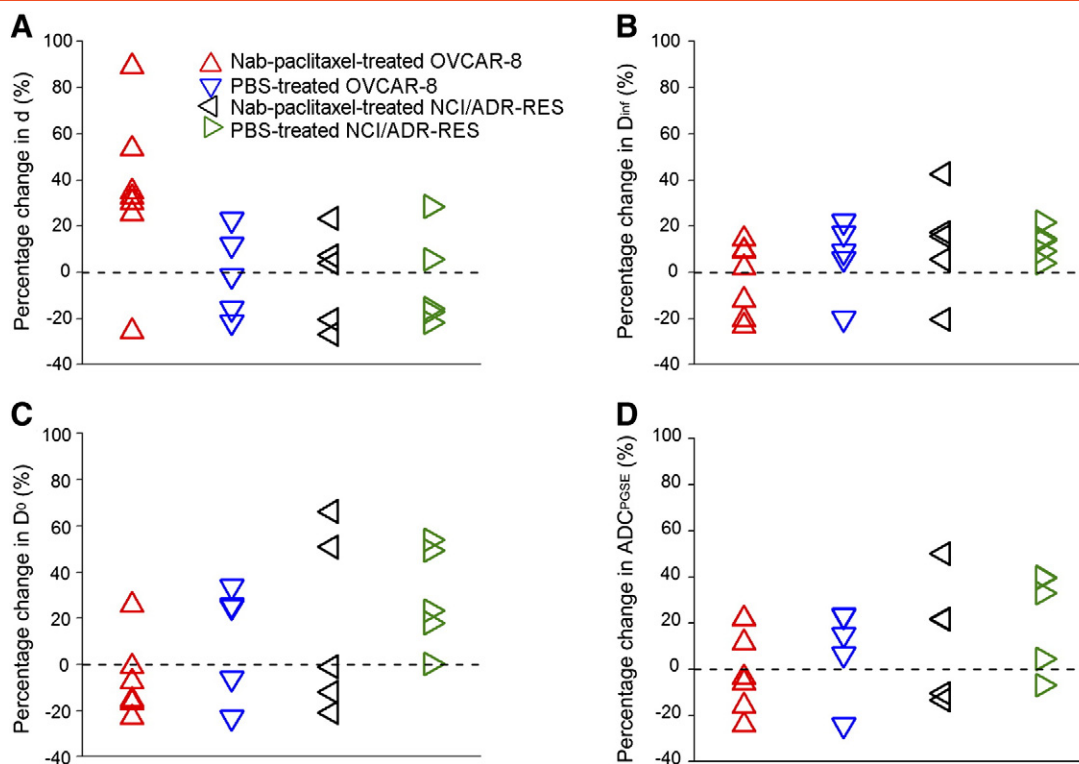 A
B
Percentage change in d (%)
100
80
60
40
20
0
-20
-40
Nab-paclitaxel-treated OVCAR-8
PBS-treated OVCAR-8
Nab-paclitaxel-treated NCI/ADR-RES
PBS-treated NCI/ADR-RES
Percentage change in Dinf (%)
100
80
60
40
20
0
-20
-40
C
D
Percentage change in D0 (%)
100
80
60
40
20
0
-20
-40
Percentage change in ADCPGSE (%)
100
80
60
40
20
0
-20
-40